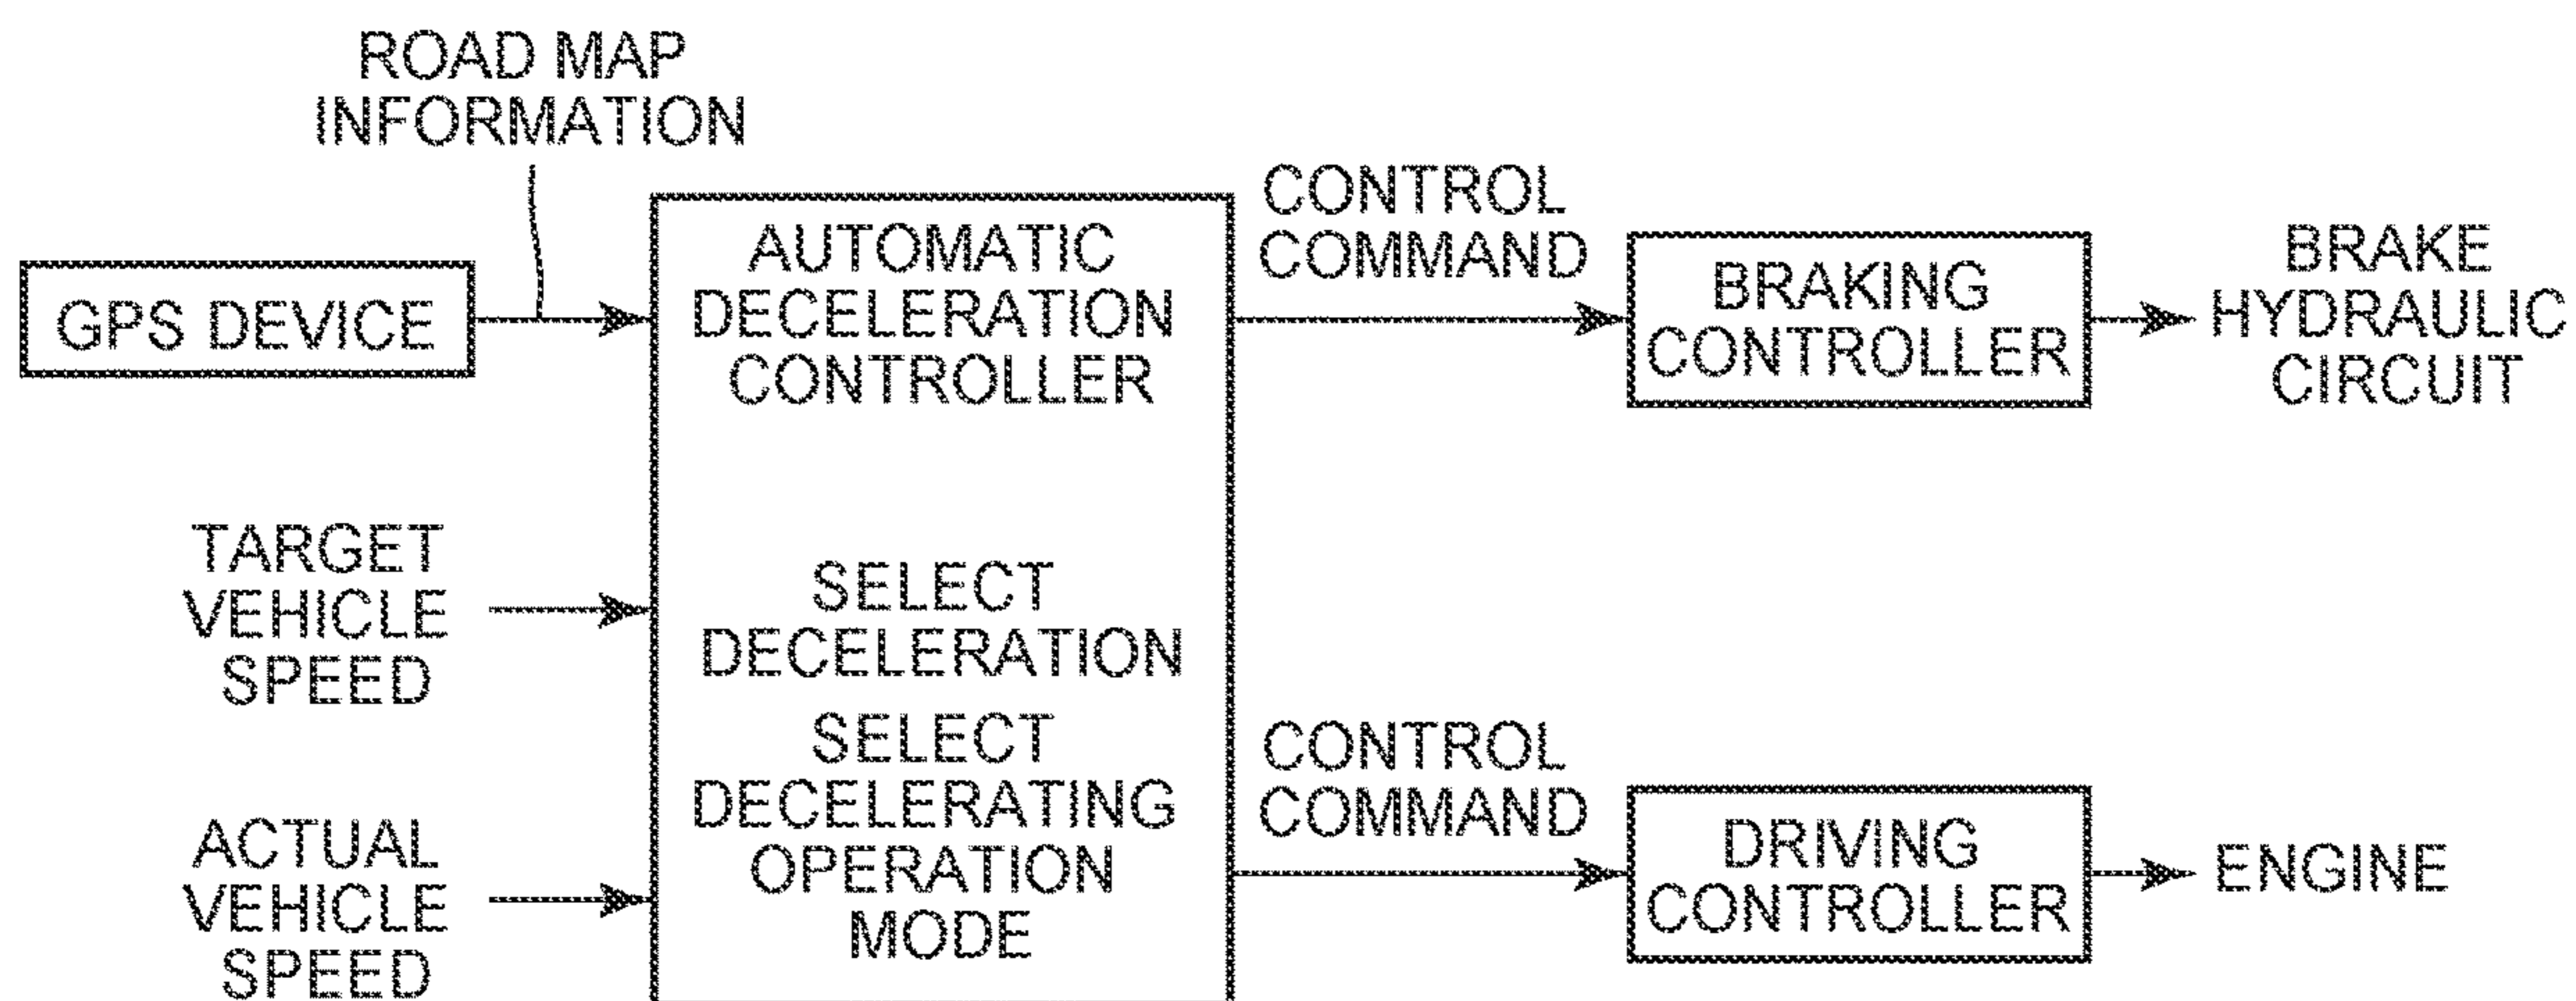 ROAD MAP
INFORMATION
GPS DEVICE
TARGET
VEHICLE
SPEED
ACTUAL
VEHICLE
SPEED
AUTOMATIC
DECELERATION
CONTROLLER
SELECT
DECELERATION
SELECT
DECELERATING
OPERATION
MODE
CONTROL
COMMAND
BRAKING
CONTROLLER
BRAKE
HYDRAULIC
CIRCUIT
CONTROL
COMMAND
DRIVING
CONTROLLER
ENGINE